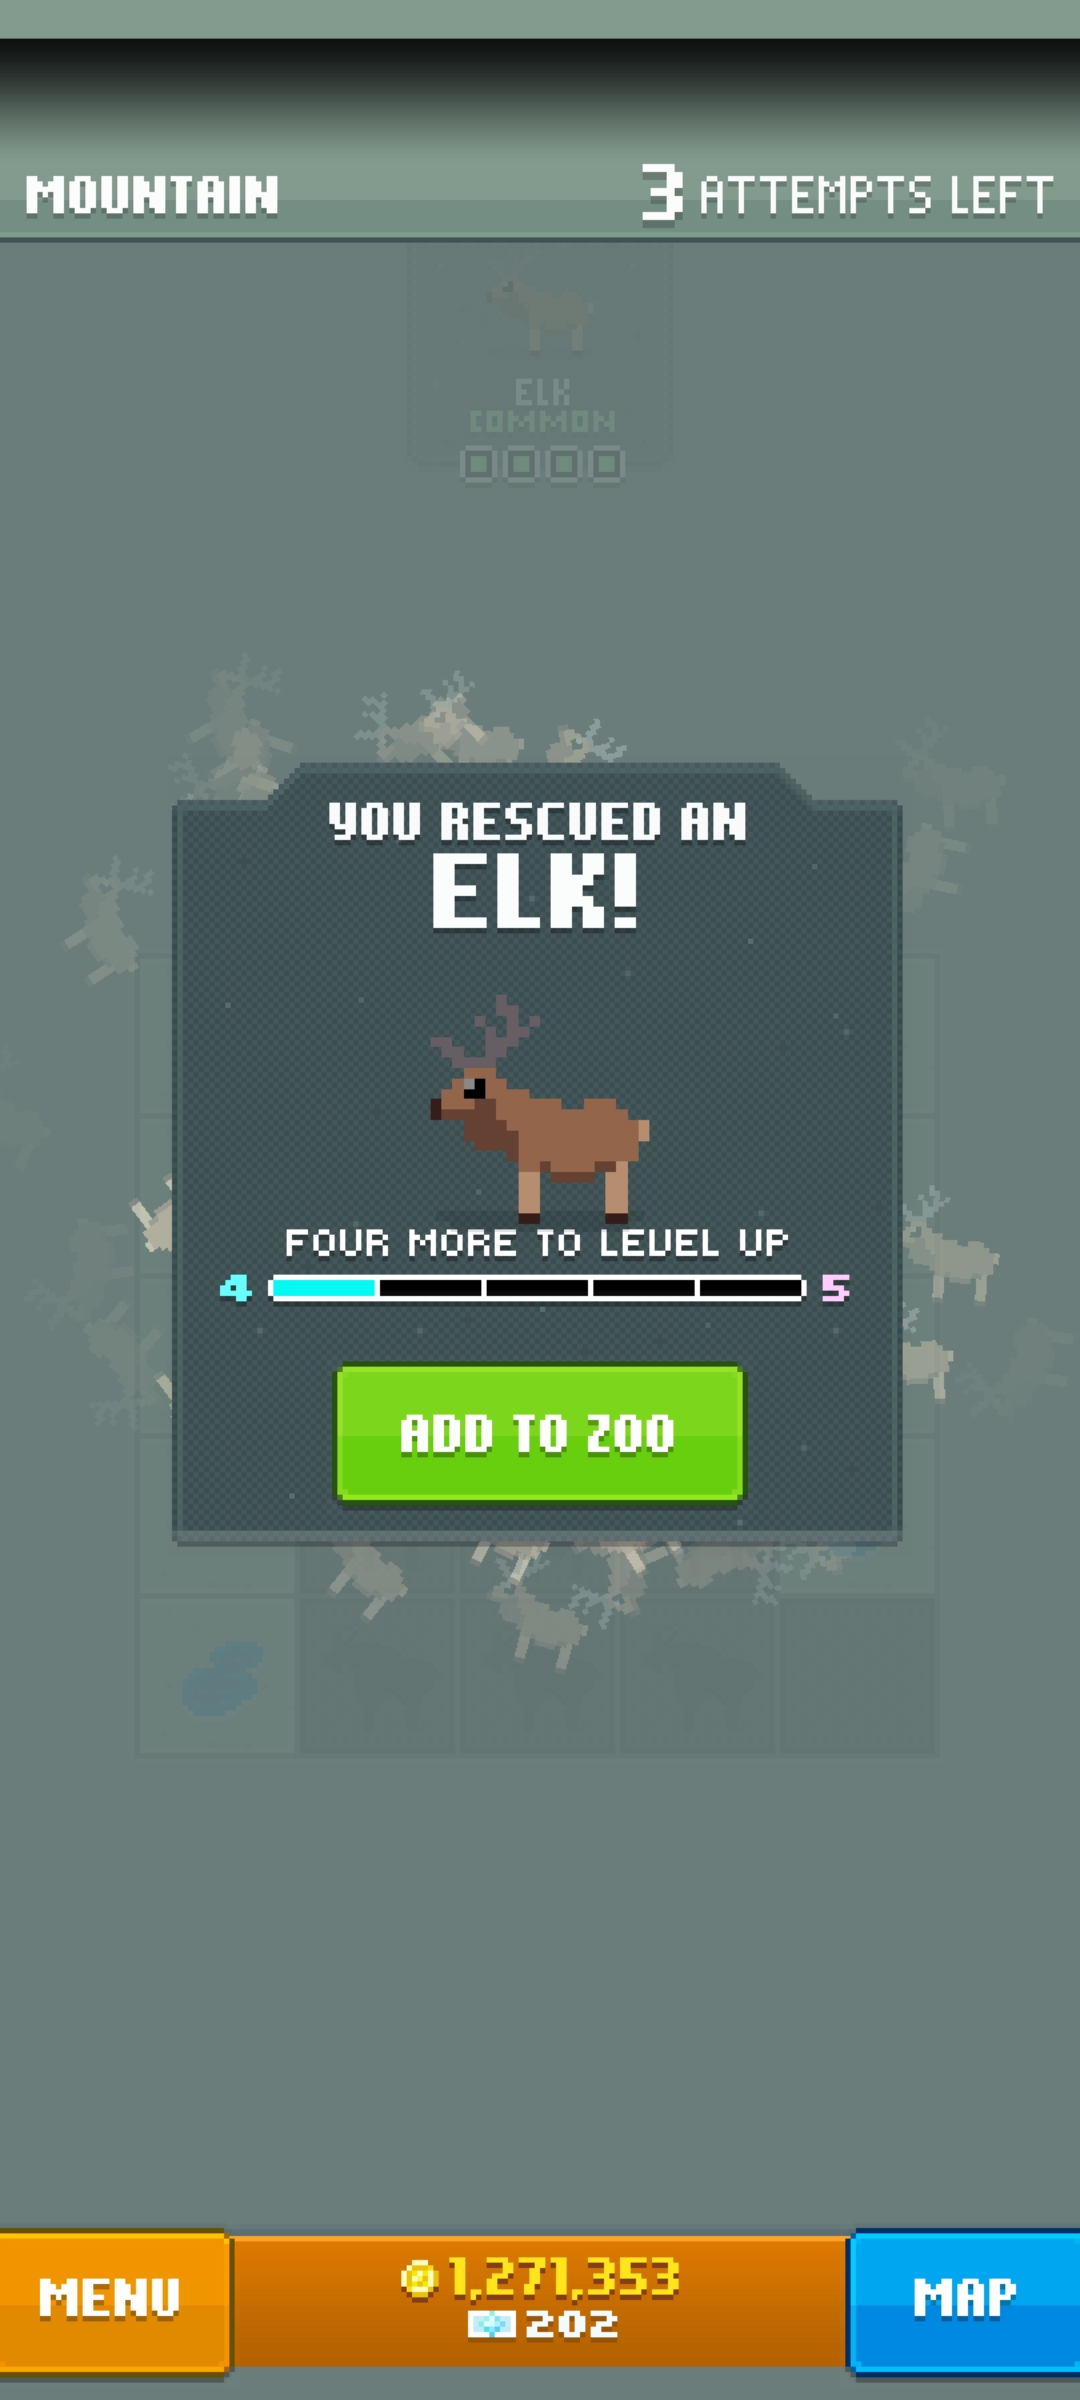 MOUNTAIN
3 ATTEMPTS LEFT
ELK
COMMON
YOU RESCUED AN
ELK!
FOUR MORE TO LEVEL UP
4 5
ADD TO ZOO
MENU
1,271,353
202
MAP